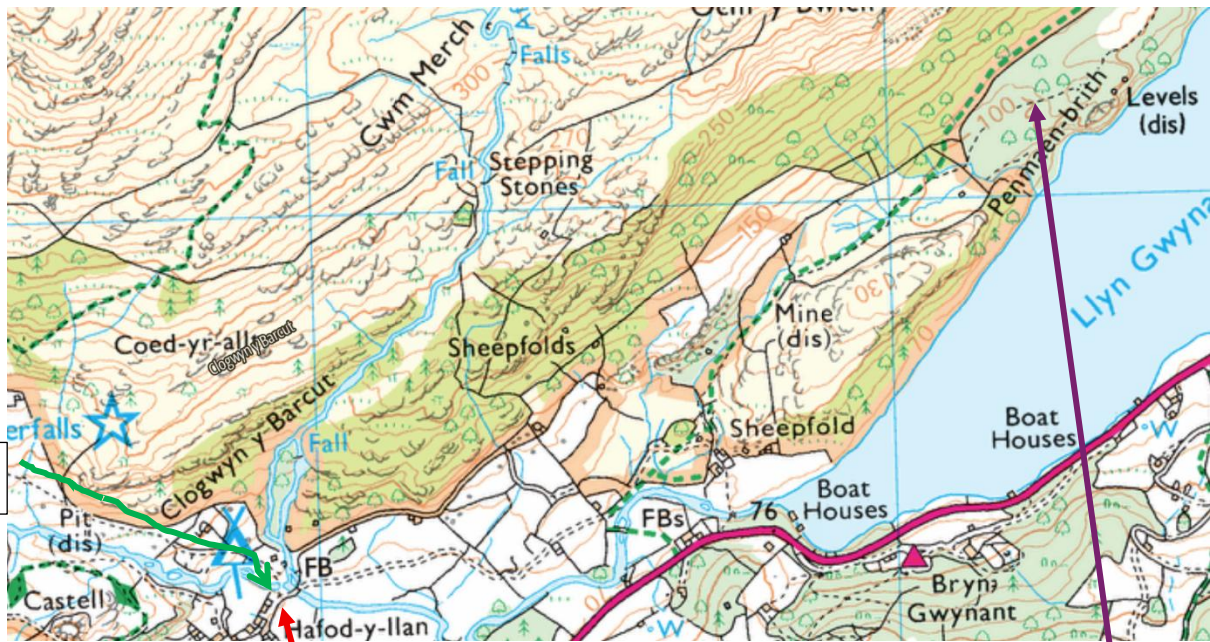 Cwm Merch
300
Falls
Fall
Stepping
Stones
250
100
Penmaen-brith
Levels
(dis)
150
130
Mine
(dis)
70
Coed-yr-allt
Clogwyn y Barcut
Clogwyn y Barcut
Sheepfolds
Sheepfold
Boat
Houses
Boat
Houses
erfalls
Fall
Pit
(dis)
FB
FBs
76
W
W
Castell
Hafod-y-llan
Bryn
Gwynant
Llyn Gwyna